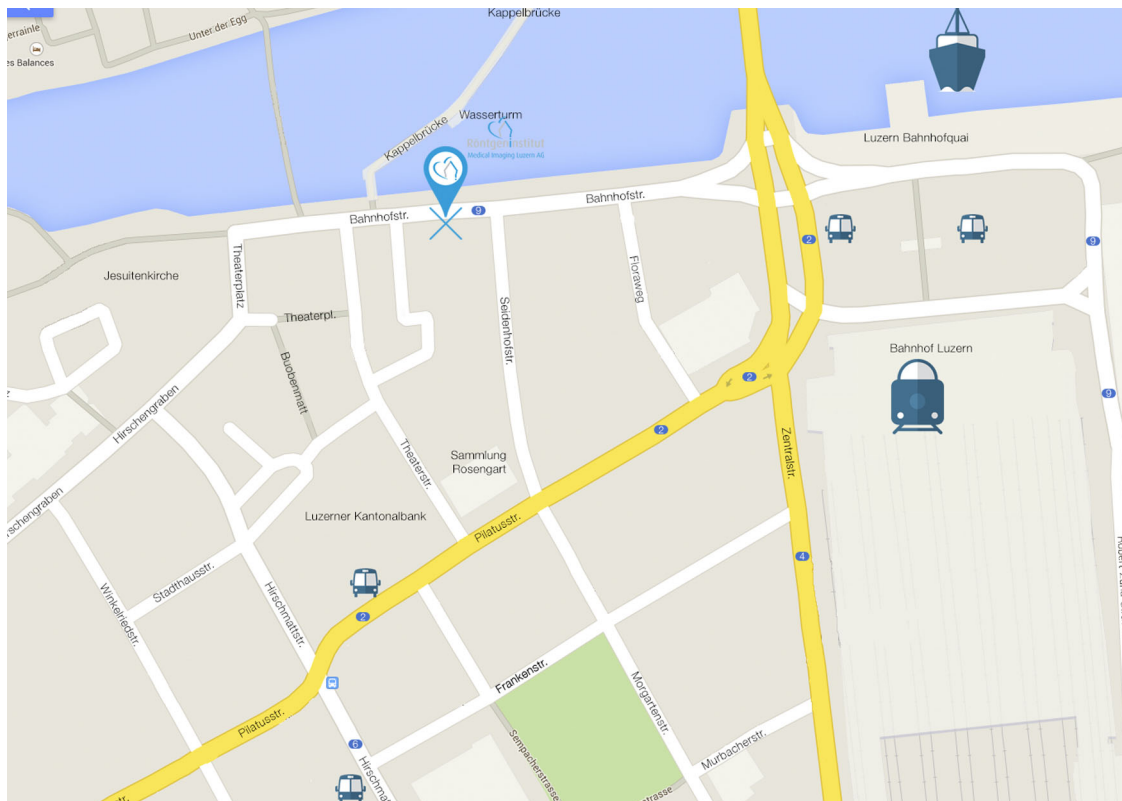 Kappelbrücke
Unter der Egg
es Balances
Wasserturm
Kappelbrücke
Röntgeninstitut
Medical Imaging Luzern AG
Luzern Bahnhofquai
Bahnhofstr.
9
Bahnhofstr.
2
9
Jesuitenkirche
Theaterplatz
Theaterpl.
Floraweg
Seidenhofstr.
Buobenmatt
Bahnhof Luzern
2
9
Hirschengraben
2
Zentralstr.
Theaterstr.
Sammlung
Rosengart
Luzerner Kantonalbank
Pilatusstr.
4
Stadthausstr.
Winkelriedstr.
Hirschmattstr.
2
Frankenstr.
Morgartenstr.
Pilatusstr.
6
Sempacherstrasse
Murbacherstr.
Hirschmattstr.